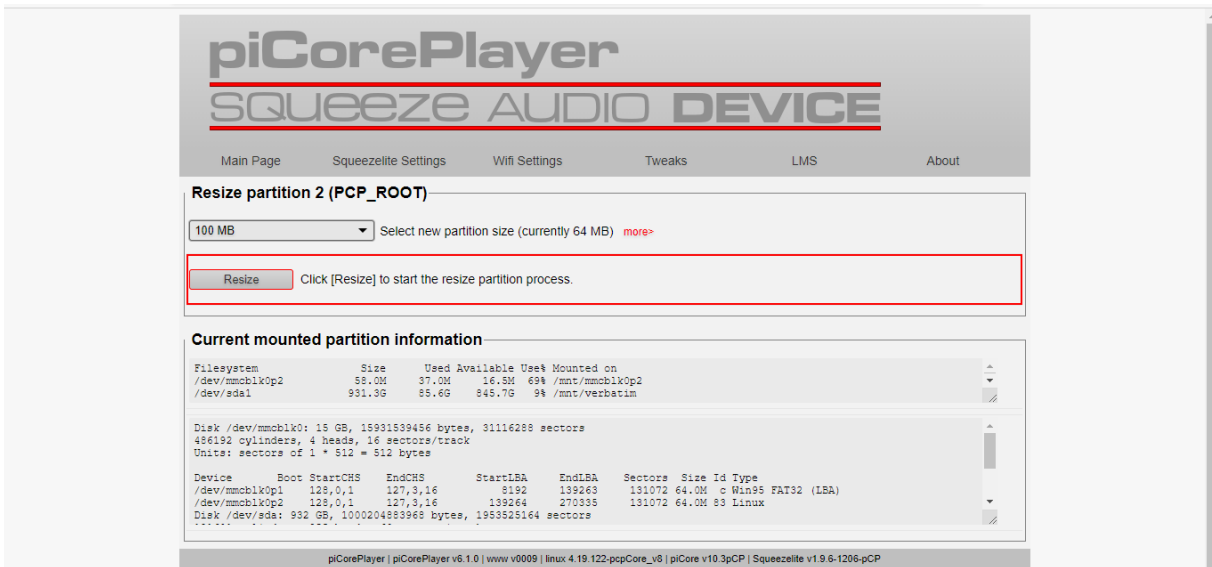 piCorePlayer
SQUEEZE AUDIO DEVICE
Main Page Squeezelite Settings Wifi Settings Tweaks LMS About
Resize partition 2 (PCP_ROOT)
100 MB Select new partition size (currently 64 MB) more>
Resize Click [Resize] to start the resize partition process.
Current mounted partition information
Filesystem Size Used Available Use% Mounted on
/dev/mmcblk0p2 58.0M 37.0M 16.5M 69% /mnt/mmcblk0p2
/dev/sda1 931.3G 85.6G 845.7G 9% /mnt/verbatim
Disk /dev/mmcblk0: 15 GB, 15931539456 bytes, 31116288 sectors
486192 cylinders, 4 heads, 16 sectors/track
Units: sectors of 1 * 512 = 512 bytes
Device Boot StartCHS EndCHS StartLBA EndLBA Sectors Size Id Type
/dev/mmcblk0p1 128,0,1 127,3,16 8192 139263 131072 64.0M c Win95 FAT32 (LBA)
/dev/mmcblk0p2 128,0,1 127,3,16 139264 270335 131072 64.0M 83 Linux
Disk /dev/sda: 932 GB, 1000204883968 bytes, 1953525164 sectors
piCorePlayer | piCorePlayer v6.1.0 | www v0009 | linux 4.19.122-pcpCore_v8 | piCore v10.3pCP | Squeezelite v1.9.6-1206-pCP